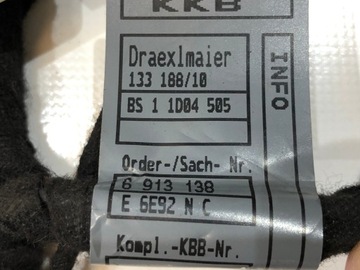 KKB
Draexlmaier
133 188/10
BS 1 1D04 505
INFO
Order-/Sach- Nr.
6 913 138
E 6E92 N C
Kompl.-KBB-Nr.